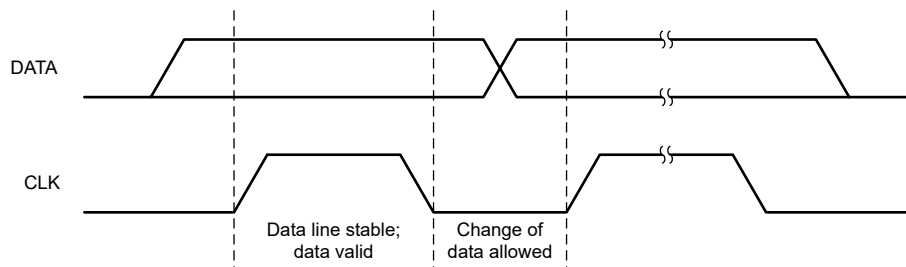 DATA
CLK
Data line stable;
data valid
Change of
data allowed